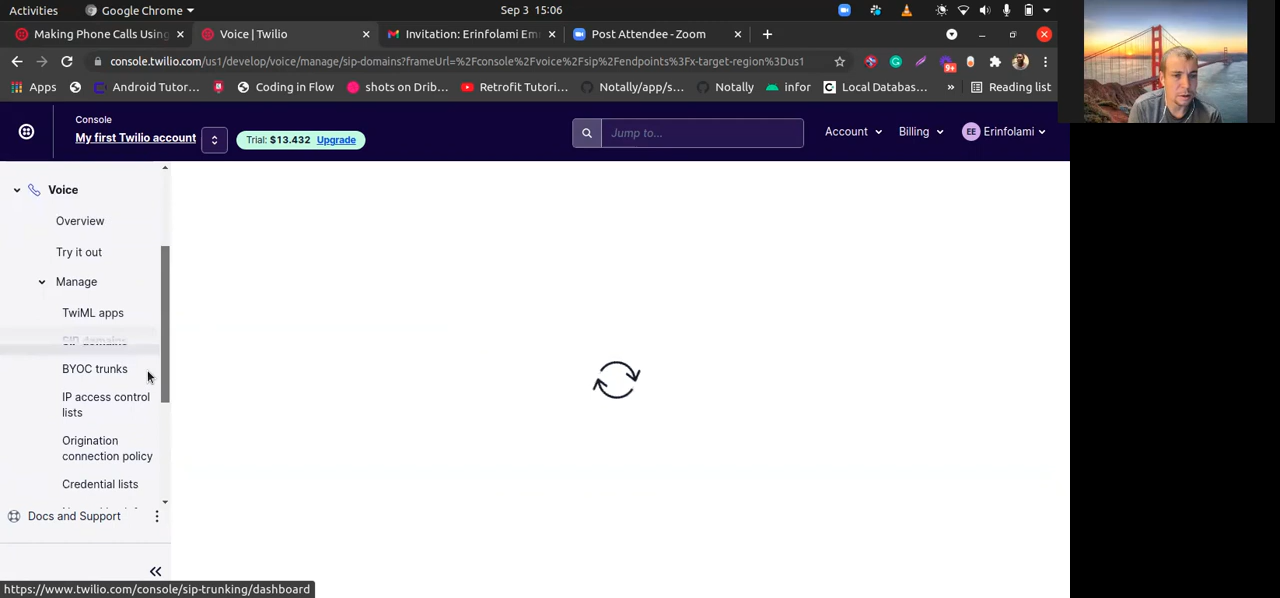 Activities
Google Chrome
Sep 3 15:06
Making Phone Calls Using
Voice | Twilio
Invitation: Erinfolami Em
Post Attendee - Zoom
console.twilio.com/us1/develop/voice/manage/sip-domains?frameUrl=%2Fconsole%2Fvoice%2Fsip%2Fendpoints%3Fx-target-region%3Dus1
9+
Apps
Android Tutor...
Coding in Flow
shots on Drib...
Retrofit Tutori...
Notally/app/s...
Notally
infor
Local Databas...
»
Reading list
Console
My first Twilio account
Trial: $13.432 Upgrade
Jump to...
Account
Billing
EE
Erinfolami
Voice
Overview
Try it out
Manage
TwiML apps
SIP domains
BYOC trunks
IP access control
lists
Origination
connection policy
Credential lists
Docs and Support
https://www.twilio.com/console/sip-trunking/dashboard